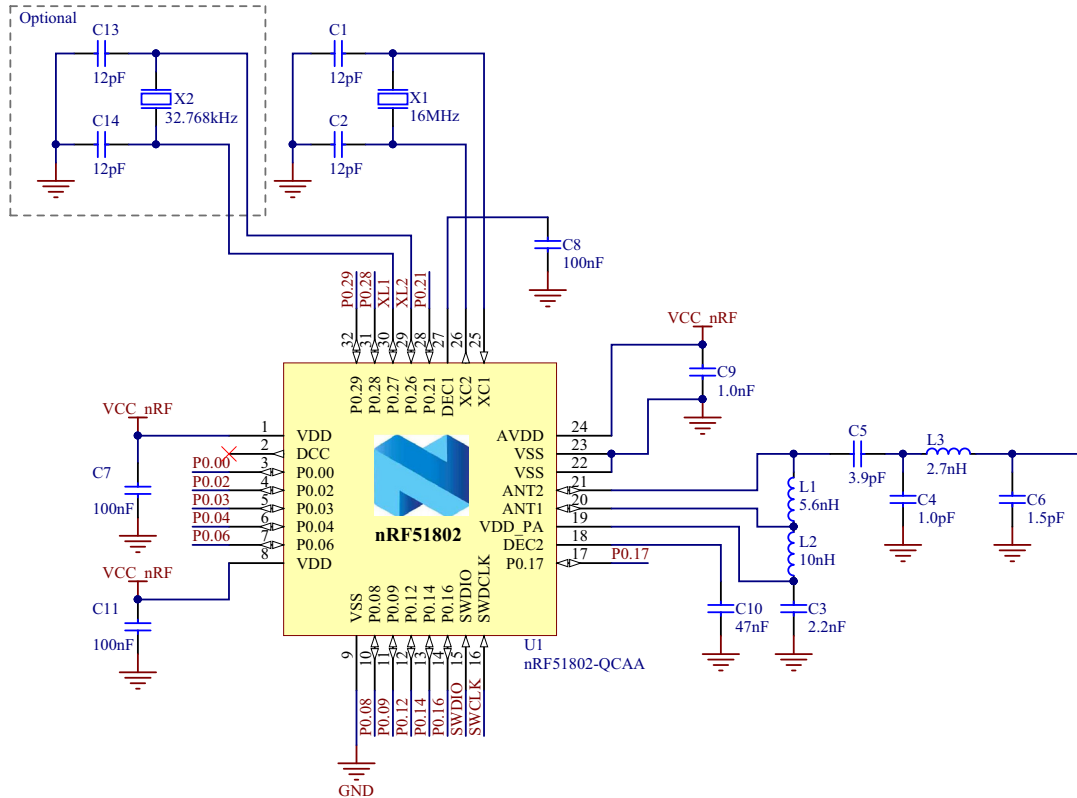 Optional
C13
12pF
X2
32.768kHz
C14
12pF
C1
12pF
X1
16MHz
C2
12pF
C8
100nF
P0.29
P0.28
XL1
XL2
P0.21
32
31
30
29
28
27
26
25
P0.29
P0.28
P0.27
P0.26
P0.21
DEC1
XC2
XC1
VCC_nRF
C9
1.0nF
VCC_nRF
C7
100nF
P0.00
P0.02
P0.03
P0.04
P0.06
VCC_nRF
C11
100nF
1
2
3
4
5
6
7
8
VDD
DCC
P0.00
P0.02
P0.03
P0.04
P0.06
VDD
nRF51802
AVDD
VSS
VSS
ANT2
ANT1
VDD_PA
DEC2
P0.17
24
23
22
21
20
19
18
17
P0.17
L1
5.6nH
L2
10nH
C5
3.9pF
L3
2.7nH
C4
1.0pF
C6
1.5pF
C10
47nF
C3
2.2nF
VSS
P0.08
P0.09
P0.12
P0.14
P0.16
SWDIO
SWDCLK
9
10
11
12
13
14
15
16
U1
nRF51802-QCAA
P0.08
P0.09
P0.12
P0.14
P0.16
SWDIO
SWCLK
GND